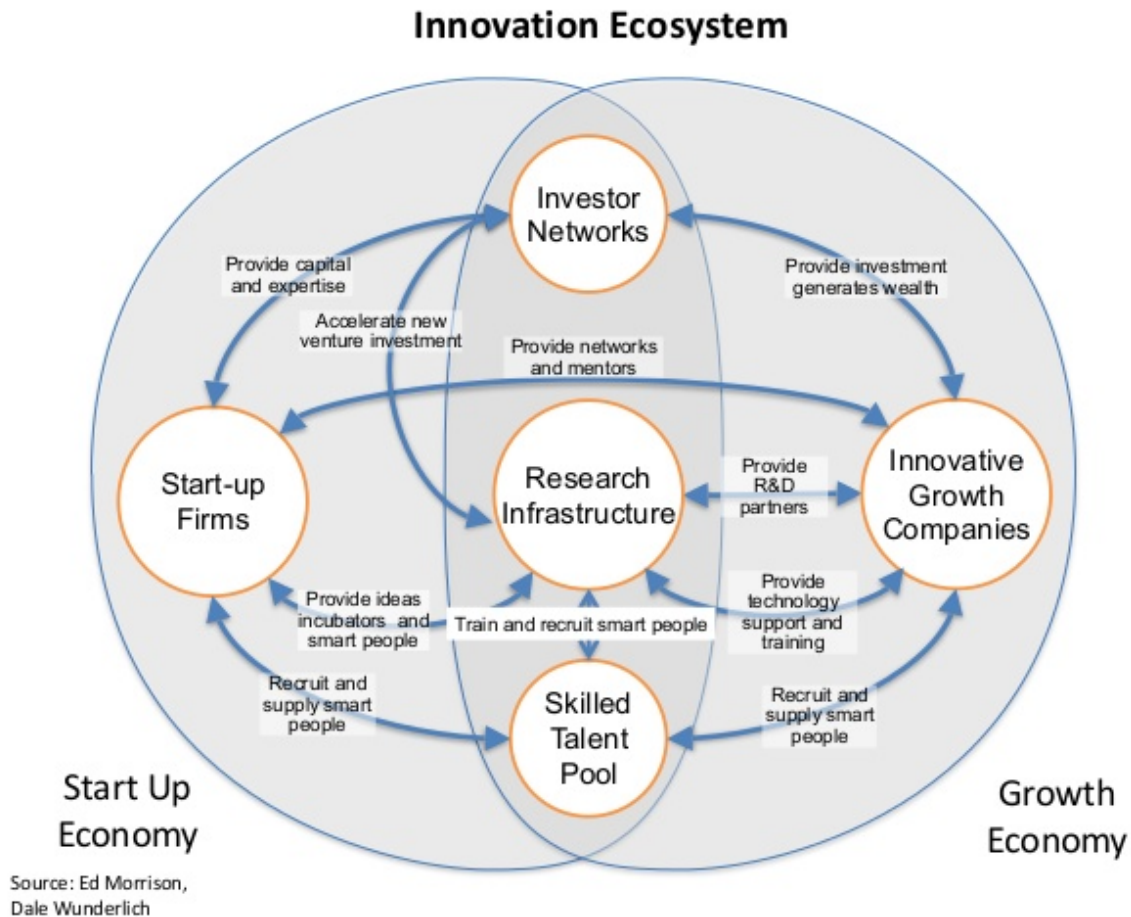 Innovation Ecosystem
Investor
Networks
Provide capital
and expertise
Provide investment
generates wealth
Accelerate new
venture investment
Provide networks
and mentors
Start-up
Firms
Research
Infrastructure
Provide
R&D
partners
Innovative
Growth
Companies
Provide ideas
incubators and
smart people
Train and recruit smart people
Provide
technology
support and
training
Recruit and
supply smart
people
Skilled
Talent
Pool
Recruit and
supply smart
people
Start Up
Economy
Growth
Economy
Source: Ed Morrison,
Dale Wunderlich